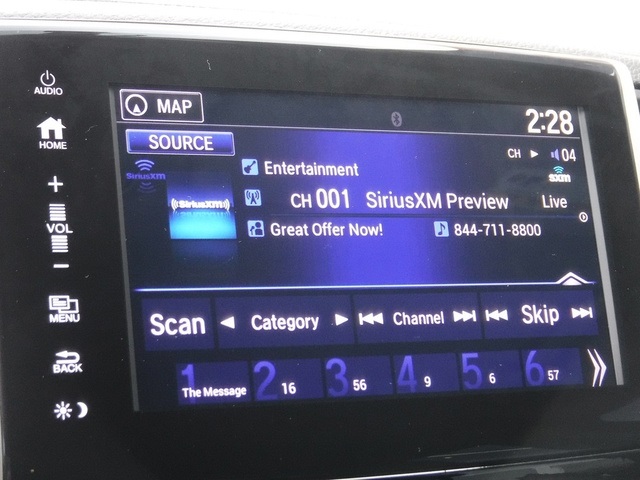 AUDIO
HOME
+
VOL
−
MENU
BACK
MAP
2:28
SOURCE
CH ▶ 04
SiriusXM
sxm
Entertainment
((SiriusXM))
CH 001 SiriusXM Preview Live
Great Offer Now! 844-711-8800
Scan ◀ Category ▶ Channel Skip
1 The Message 2 16 3 56 4 9 5 6 6 57